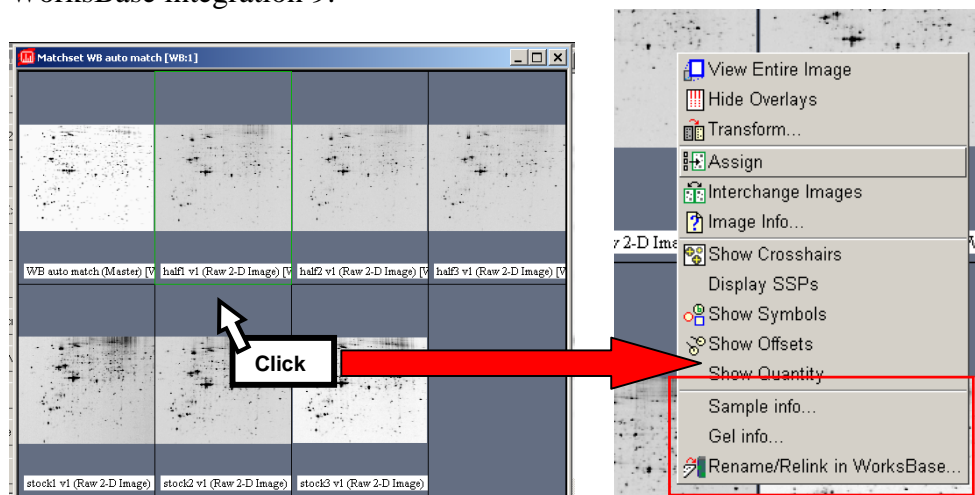 WorksBase integration 9.
Matchset WB auto match [WB:1]
WB auto match (Master) [V
half1 v1 (Raw 2-D Image) [V
half2 v1 (Raw 2-D Image) [V
half3 v1 (Raw 2-D Image) [V
Click
stock1 v1 (Raw 2-D Image)
stock2 v1 (Raw 2-D Image)
stock3 v1 (Raw 2-D Image)
View Entire Image
Hide Overlays
Transform...
Assign
Interchange Images
Image Info...
v 2-D Ima
Show Crosshairs
Display SSPs
Show Symbols
Show Offsets
Show Quantity
Sample info...
Gel info...
Rename/Relink in WorksBase...